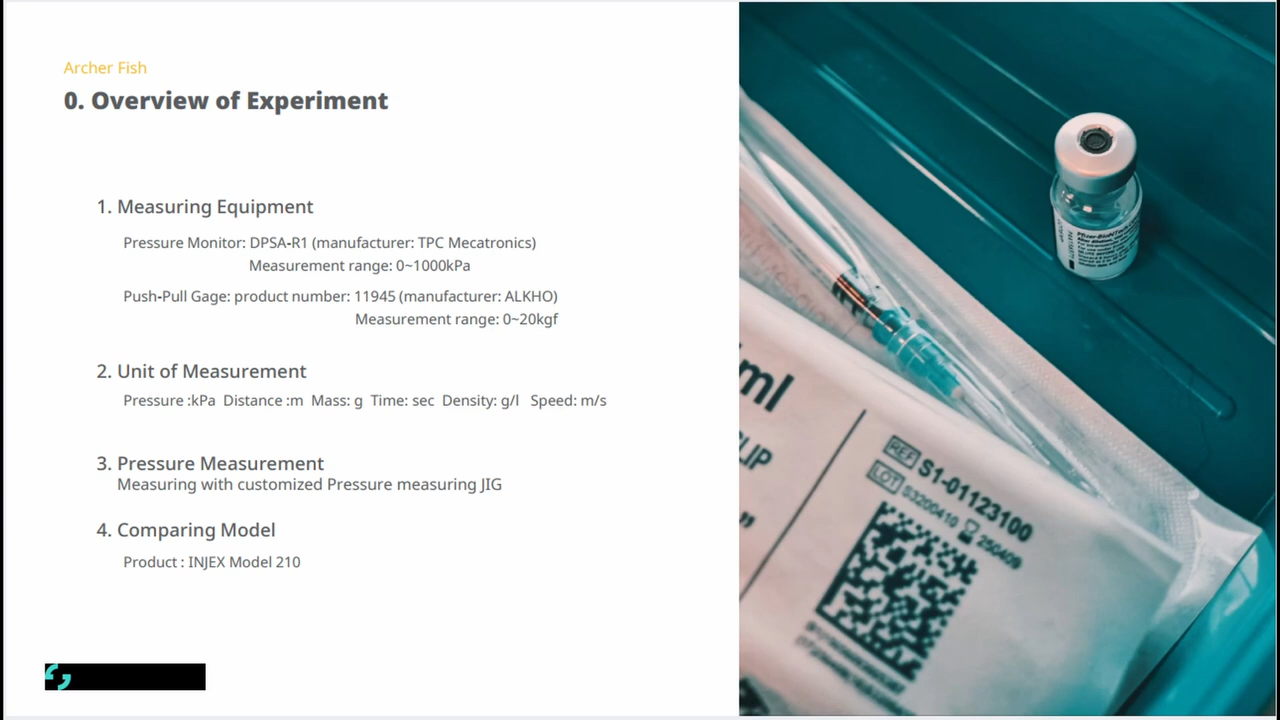 Archer Fish
0. Overview of Experiment
1. Measuring Equipment
Pressure Monitor: DPSA-R1 (manufacturer: TPC Mecatronics)
Measurement range: 0~1000kPa
Push-Pull Gage: product number: 11945 (manufacturer: ALKHO)
Measurement range: 0~20kgf
2. Unit of Measurement
Pressure :kPa Distance :m Mass: g Time: sec Density: g/l Speed: m/s
3. Pressure Measurement
Measuring with customized Pressure measuring JIG
4. Comparing Model
Product : INJEX Model 210
ml
REF S1-01123100
LOT S3200410 250409